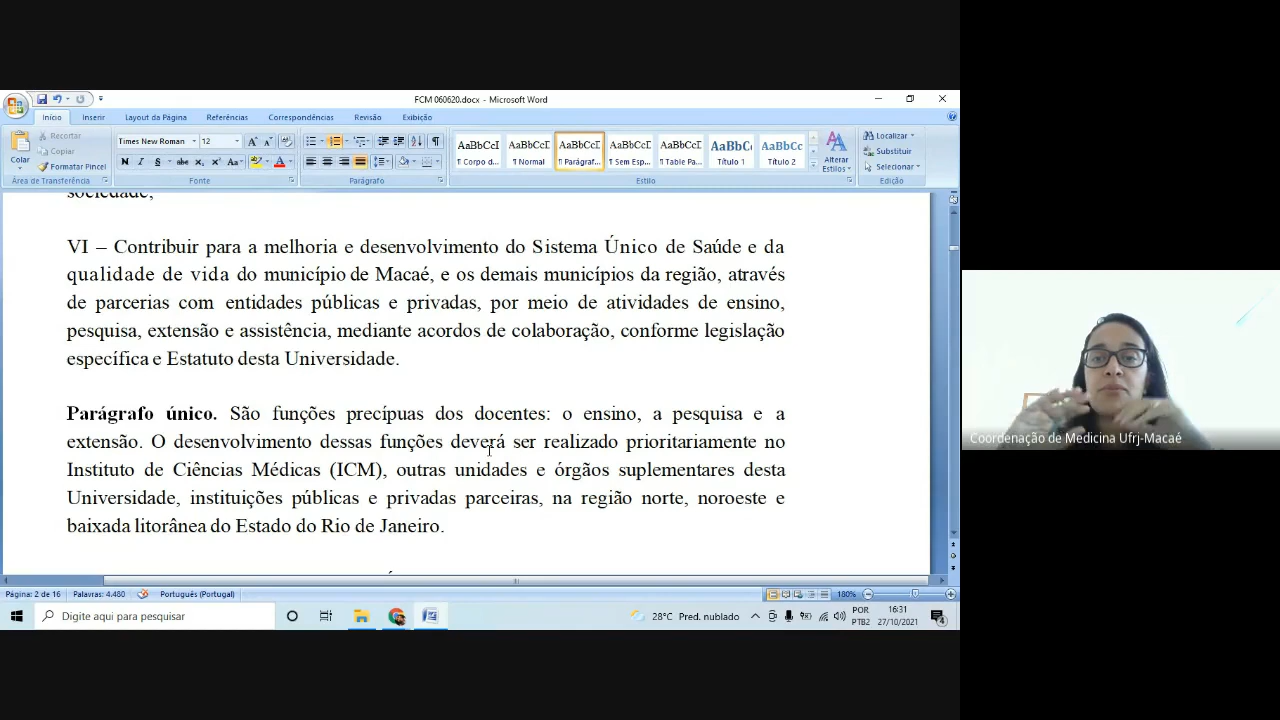 FCM 060620.docx - Microsoft Word
Início Inserir Layout da Página Referências Correspondências Revisão Exibição
Colar
Recortar
Copiar
Formatar Pincel
Área de Transferência
Times New Roman 12
Fonte
Parágrafo
AaBbCcI AaBbCcI AaBbCcI AaBbCcI AaBbCcI AaBbC AaBbCc
¶ Corpo d... ¶ Normal ¶ Parágraf... ¶ Sem Esp... ¶ Table Pa... Título 1 Título 2
Alterar Estilos
Estilo
Localizar
Substituir
Selecionar
Edição
sociedade;
VI – Contribuir para a melhoria e desenvolvimento do Sistema Único de Saúde e da
qualidade de vida do município de Macaé, e os demais municípios da região, através
de parcerias com entidades públicas e privadas, por meio de atividades de ensino,
pesquisa, extensão e assistência, mediante acordos de colaboração, conforme legislação
específica e Estatuto desta Universidade.
Parágrafo único. São funções precípuas dos docentes: o ensino, a pesquisa e a
extensão. O desenvolvimento dessas funções deverá ser realizado prioritariamente no
Instituto de Ciências Médicas (ICM), outras unidades e órgãos suplementares desta
Universidade, instituições públicas e privadas parceiras, na região norte, noroeste e
baixada litorânea do Estado do Rio de Janeiro.
Coordenação de Medicina Ufrj-Macaé
Página: 2 de 16 Palavras: 4.480 Português (Portugal) 180%
Digite aqui para pesquisar
28°C Pred. nublado
POR
PTB2
16:31
27/10/2021
4